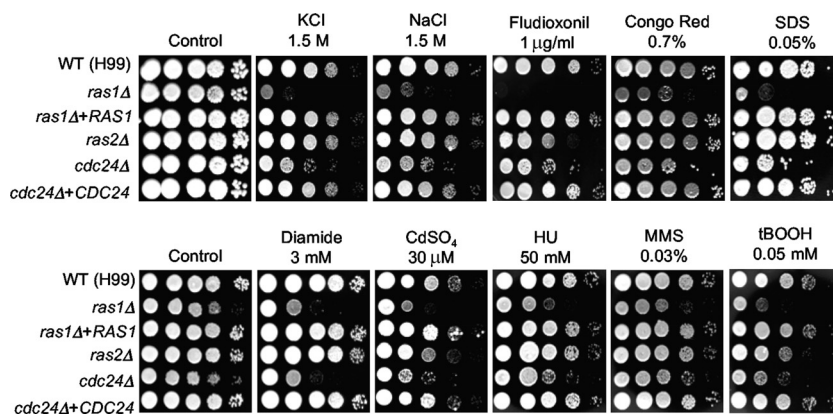 KCl NaCl Fludioxonil Congo Red SDS
Control 1.5 M 1.5 M 1 μg/ml 0.7% 0.05%
WT (H99)
ras1Δ
ras1Δ+RAS1
ras2Δ
cdc24Δ
cdc24Δ+CDC24
Diamide CdSO₄ HU MMS tBOOH
Control 3 mM 30 μM 50 mM 0.03% 0.05 mM
WT (H99)
ras1Δ
ras1Δ+RAS1
ras2Δ
cdc24Δ
cdc24Δ+CDC24